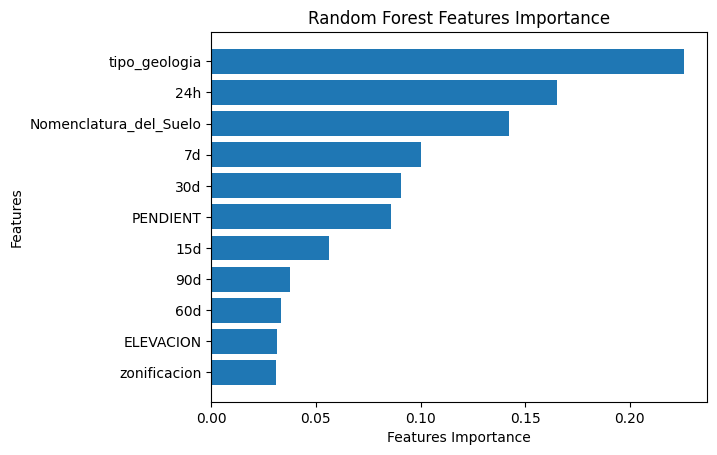 Random Forest Features Importance
Features
tipo_geologia
24h
Nomenclatura_del_Suelo
7d
30d
PENDIENT
15d
90d
60d
ELEVACION
zonificacion
0.00 0.05 0.10 0.15 0.20
Features Importance